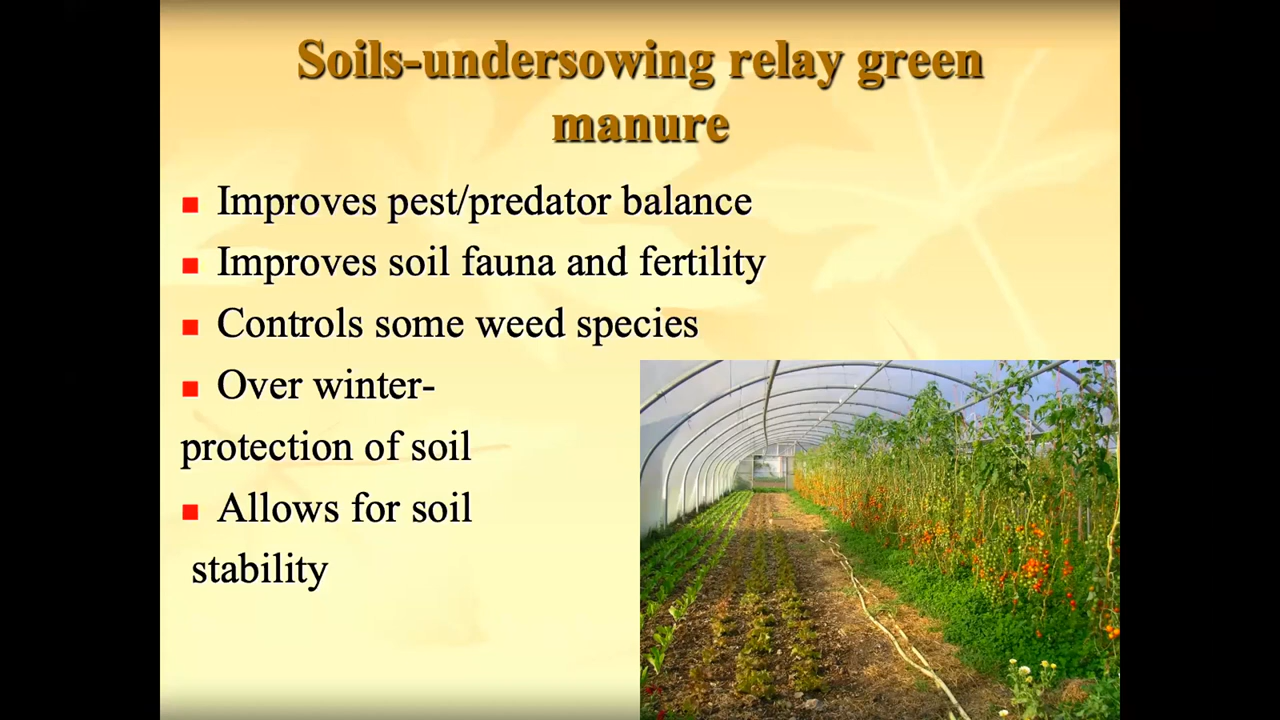 Soils-undersowing relay green
manure
Improves pest/predator balance
Improves soil fauna and fertility
Controls some weed species
Over winter-
protection of soil
Allows for soil
stability